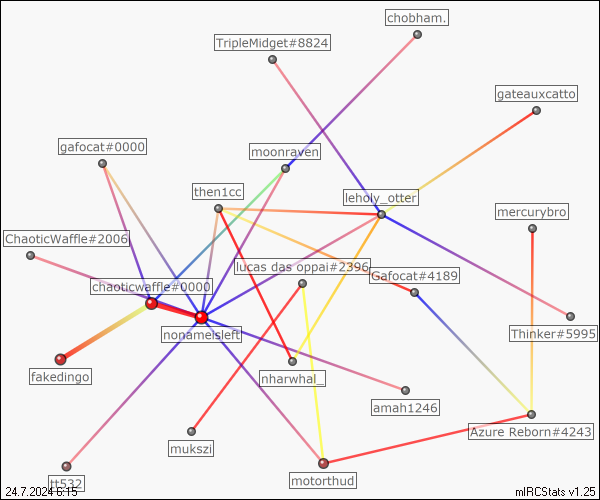 chobham.
TripleMidget#8824
gateauxcatto
gafocat#0000
moonraven
then1cc
leholy_otter
mercurybro
ChaoticWaffle#2006
lucas das oppai#2396
Gafocat#4189
chaoticwaffle#0000
nonameisleft
Thinker#5995
fakedingo
nharwhal_
amah1246
Azure Reborn#4243
mukszi
motorthud
tt532
24.7.2024 6:15
mIRCStats v1.25